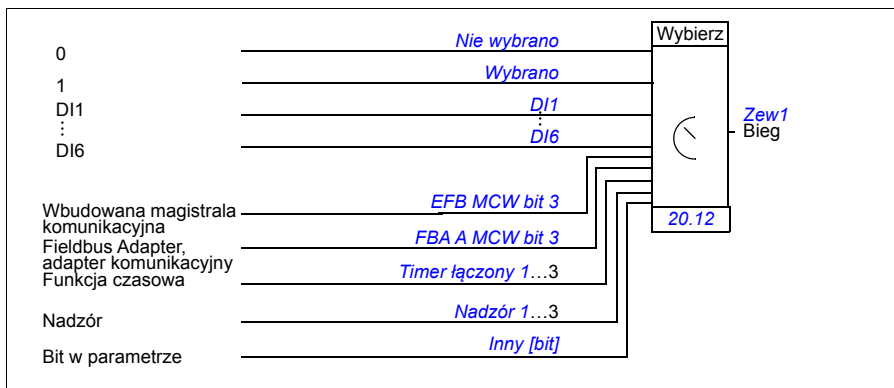 Nie wybrano
Wybierz
0
Wybrano
1
DI1
DI1
Zew1
Bieg
DI6
DI6
EFB MCW bit 3
Wbudowana magistrala
komunikacyjna
20.12
FBA A MCW bit 3
Fieldbus Adapter,
adapter komunikacyjny
Timer łączony 1…3
Funkcja czasowa
Nadzór 1…3
Nadzór
Inny [bit]
Bit w parametrze